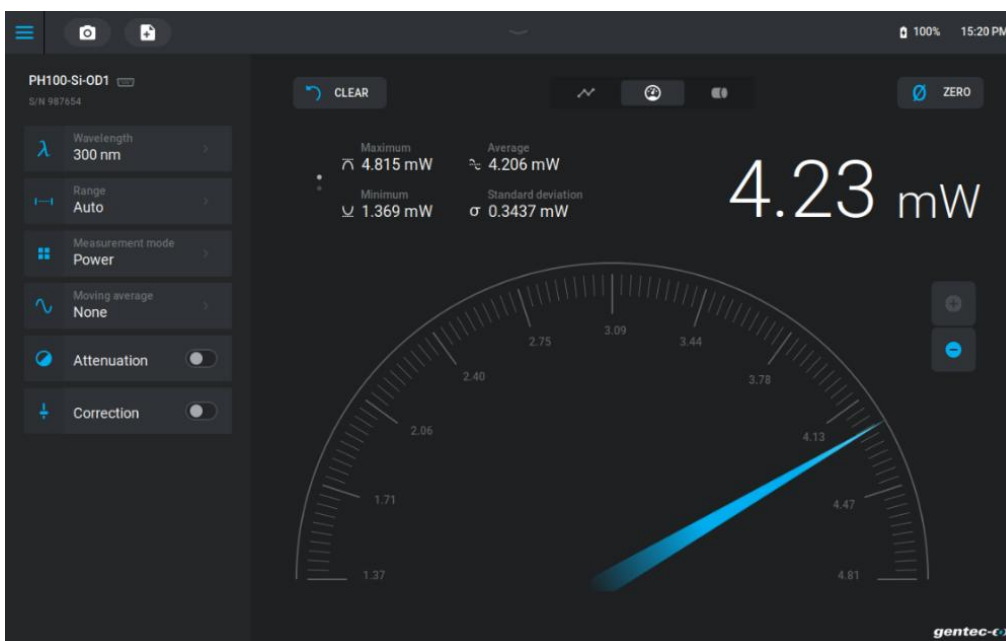 100% 15:20 PM
PH100-Si-OD1
S/N 987654
Wavelength
300 nm
Range
Auto
Measurement mode
Power
Moving average
None
Attenuation
Correction
CLEAR
ZERO
Maximum
4.815 mW
Average
4.206 mW
Minimum
1.369 mW
Standard deviation
σ 0.3437 mW
4.23 mW
1.37
1.71
2.06
2.40
2.75
3.09
3.44
3.78
4.13
4.47
4.81